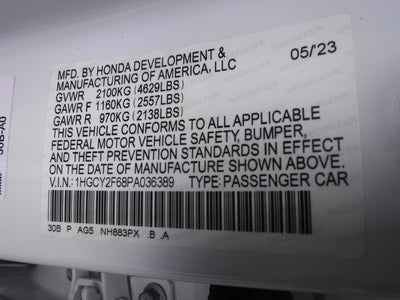 MFD. BY HONDA DEVELOPMENT & 05/23
MANUFACTURING OF AMERICA, LLC
GVWR 2100KG (4629LBS)
GAWR F 1160KG (2557LBS)
GAWR R 970KG (2138LBS)
THIS VEHICLE CONFORMS TO ALL APPLICABLE
FEDERAL MOTOR VEHICLE SAFETY, BUMPER,
AND THEFT PREVENTION STANDARDS IN EFFECT
ON THE DATE OF MANUFACTURE SHOWN ABOVE.
V.I.N.: 1HGCY2F68PA036389 TYPE: PASSENGER CAR
30B P AG5 NH883PX .B .A
30B-A0